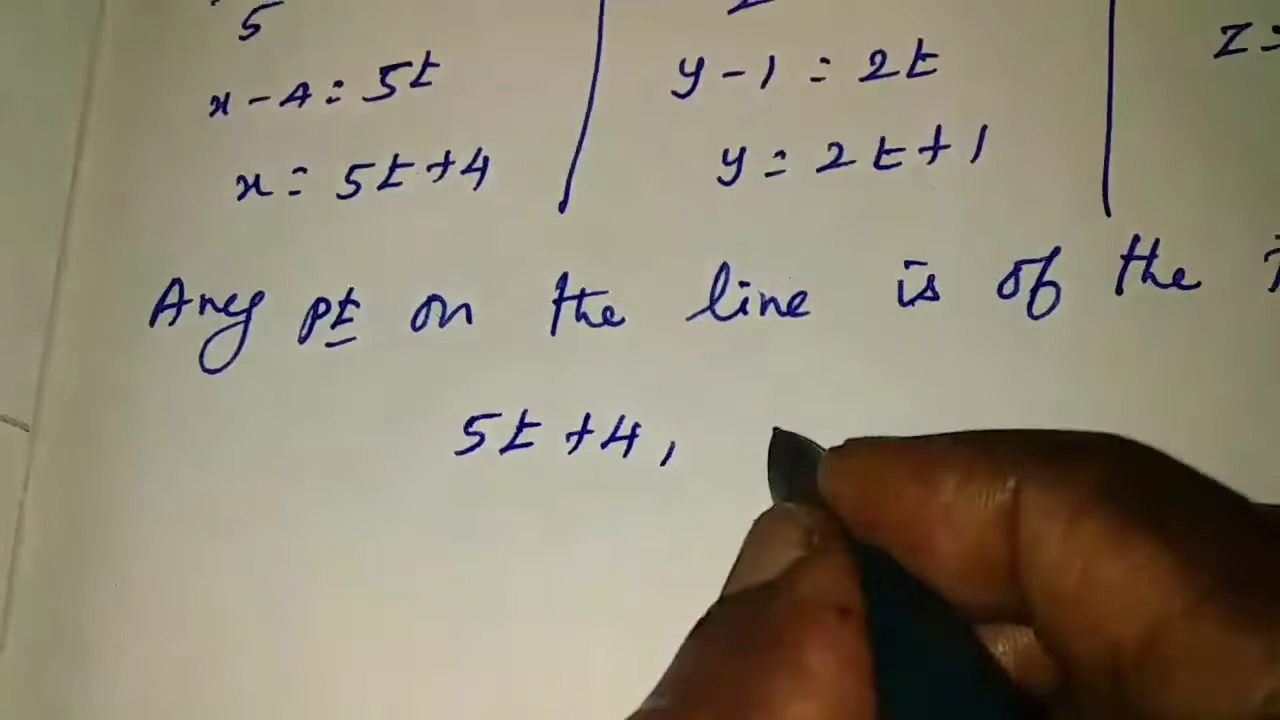 5
x - 4 = 5t
y - 1 = 2t
z =
x = 5t + 4
y = 2t + 1
Any pt on the line is of the
5t + 4,